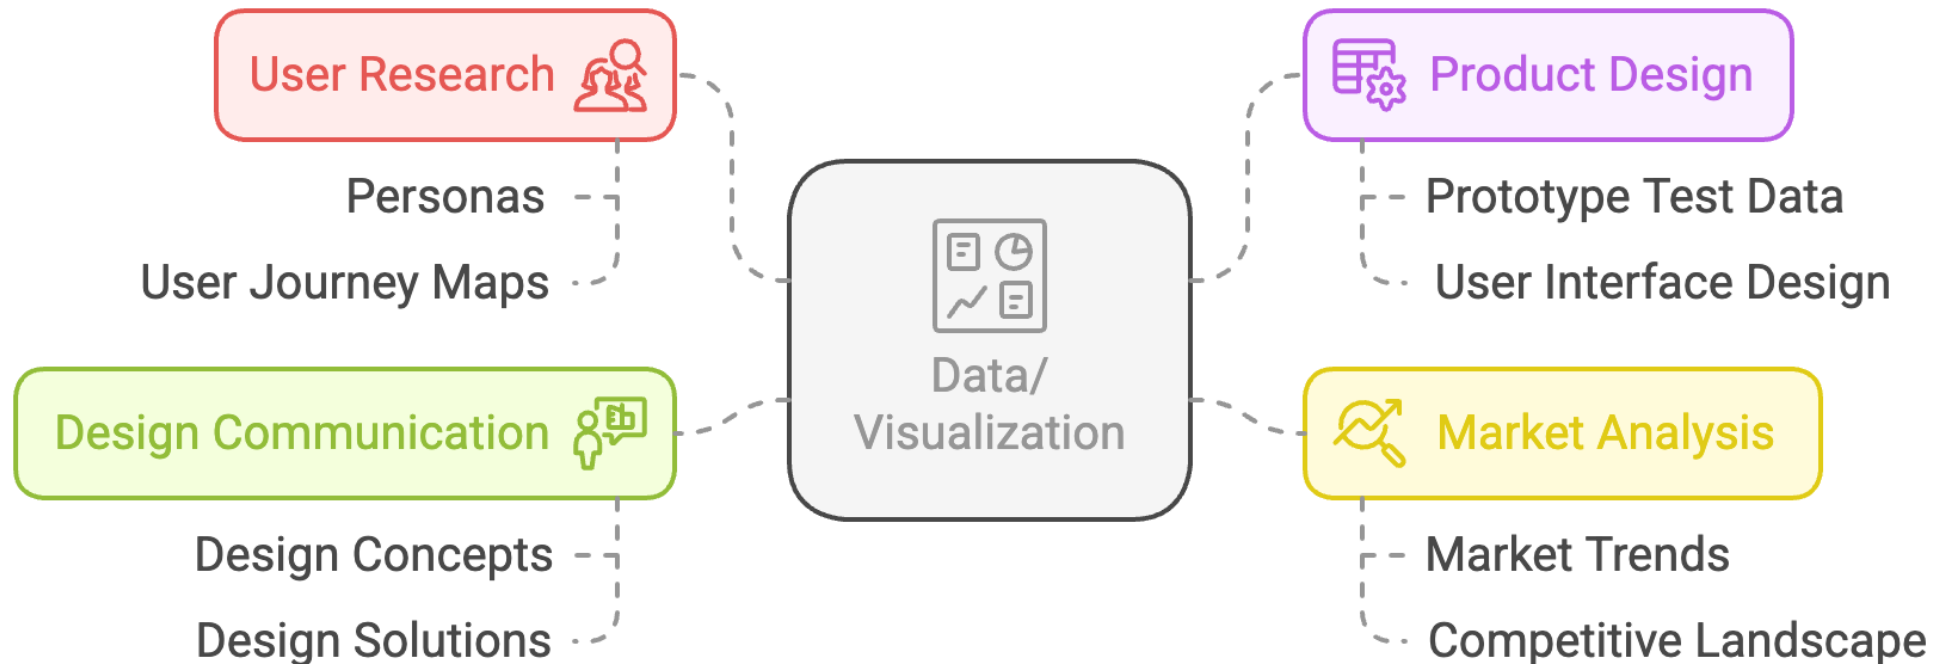 User Research
Personas
User Journey Maps
Design Communication
Design Concepts
Design Solutions
Data/
Visualization
Product Design
Prototype Test Data
User Interface Design
Market Analysis
Market Trends
Competitive Landscape